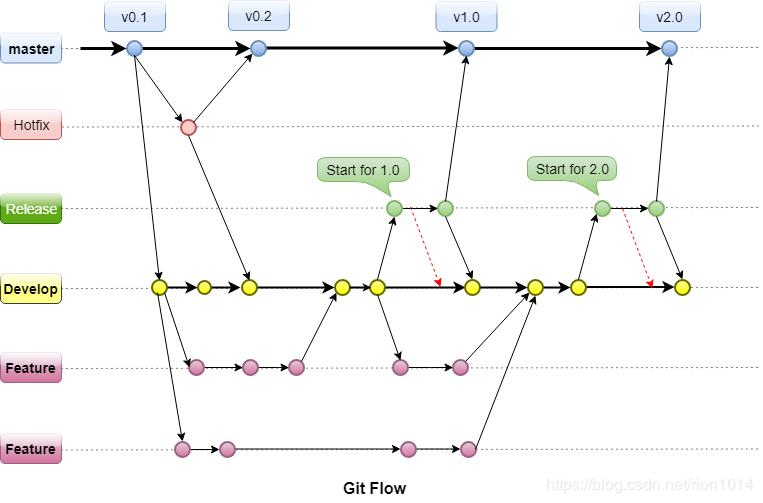 v0.1
v0.2
v1.0
v2.0
master
Hotfix
Start for 1.0
Start for 2.0
Release
Develop
Feature
Feature
Git Flow
https://blog.csdn.net/rion1014